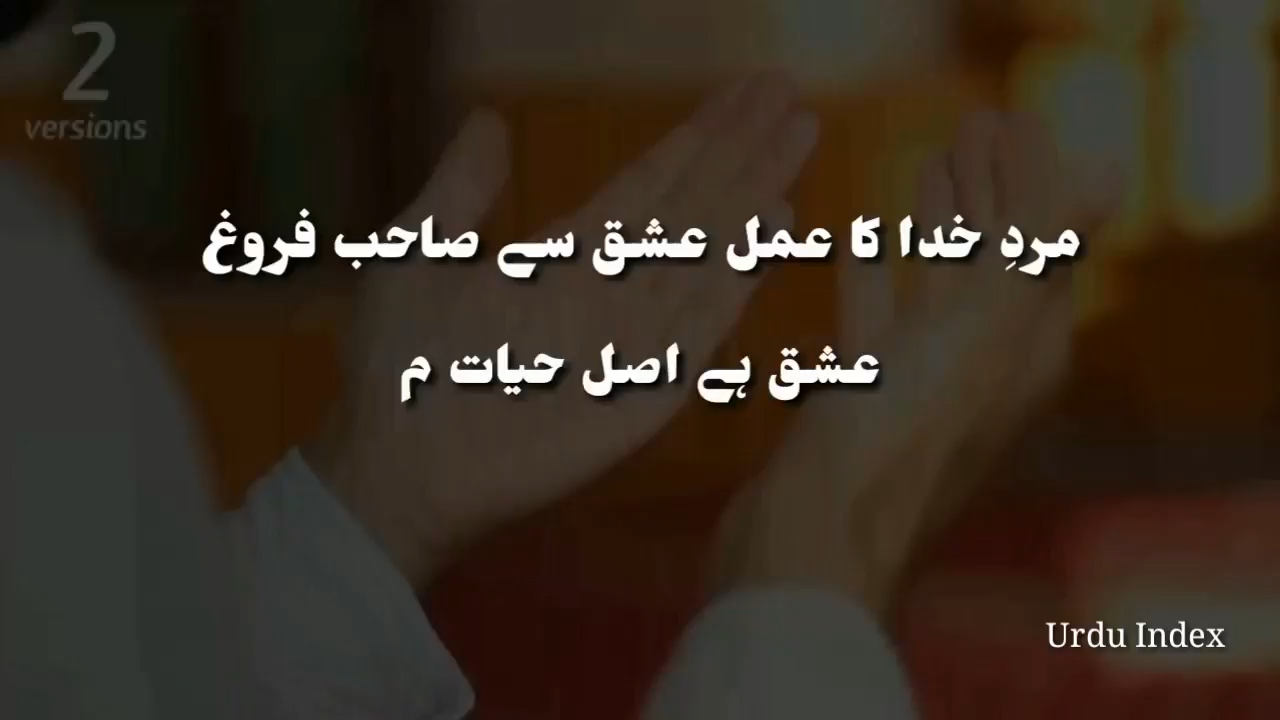 2
versions
مردِ خدا کا عمل عشق سے صاحب فروغ
عشق ہے اصل حیات م
Urdu Index